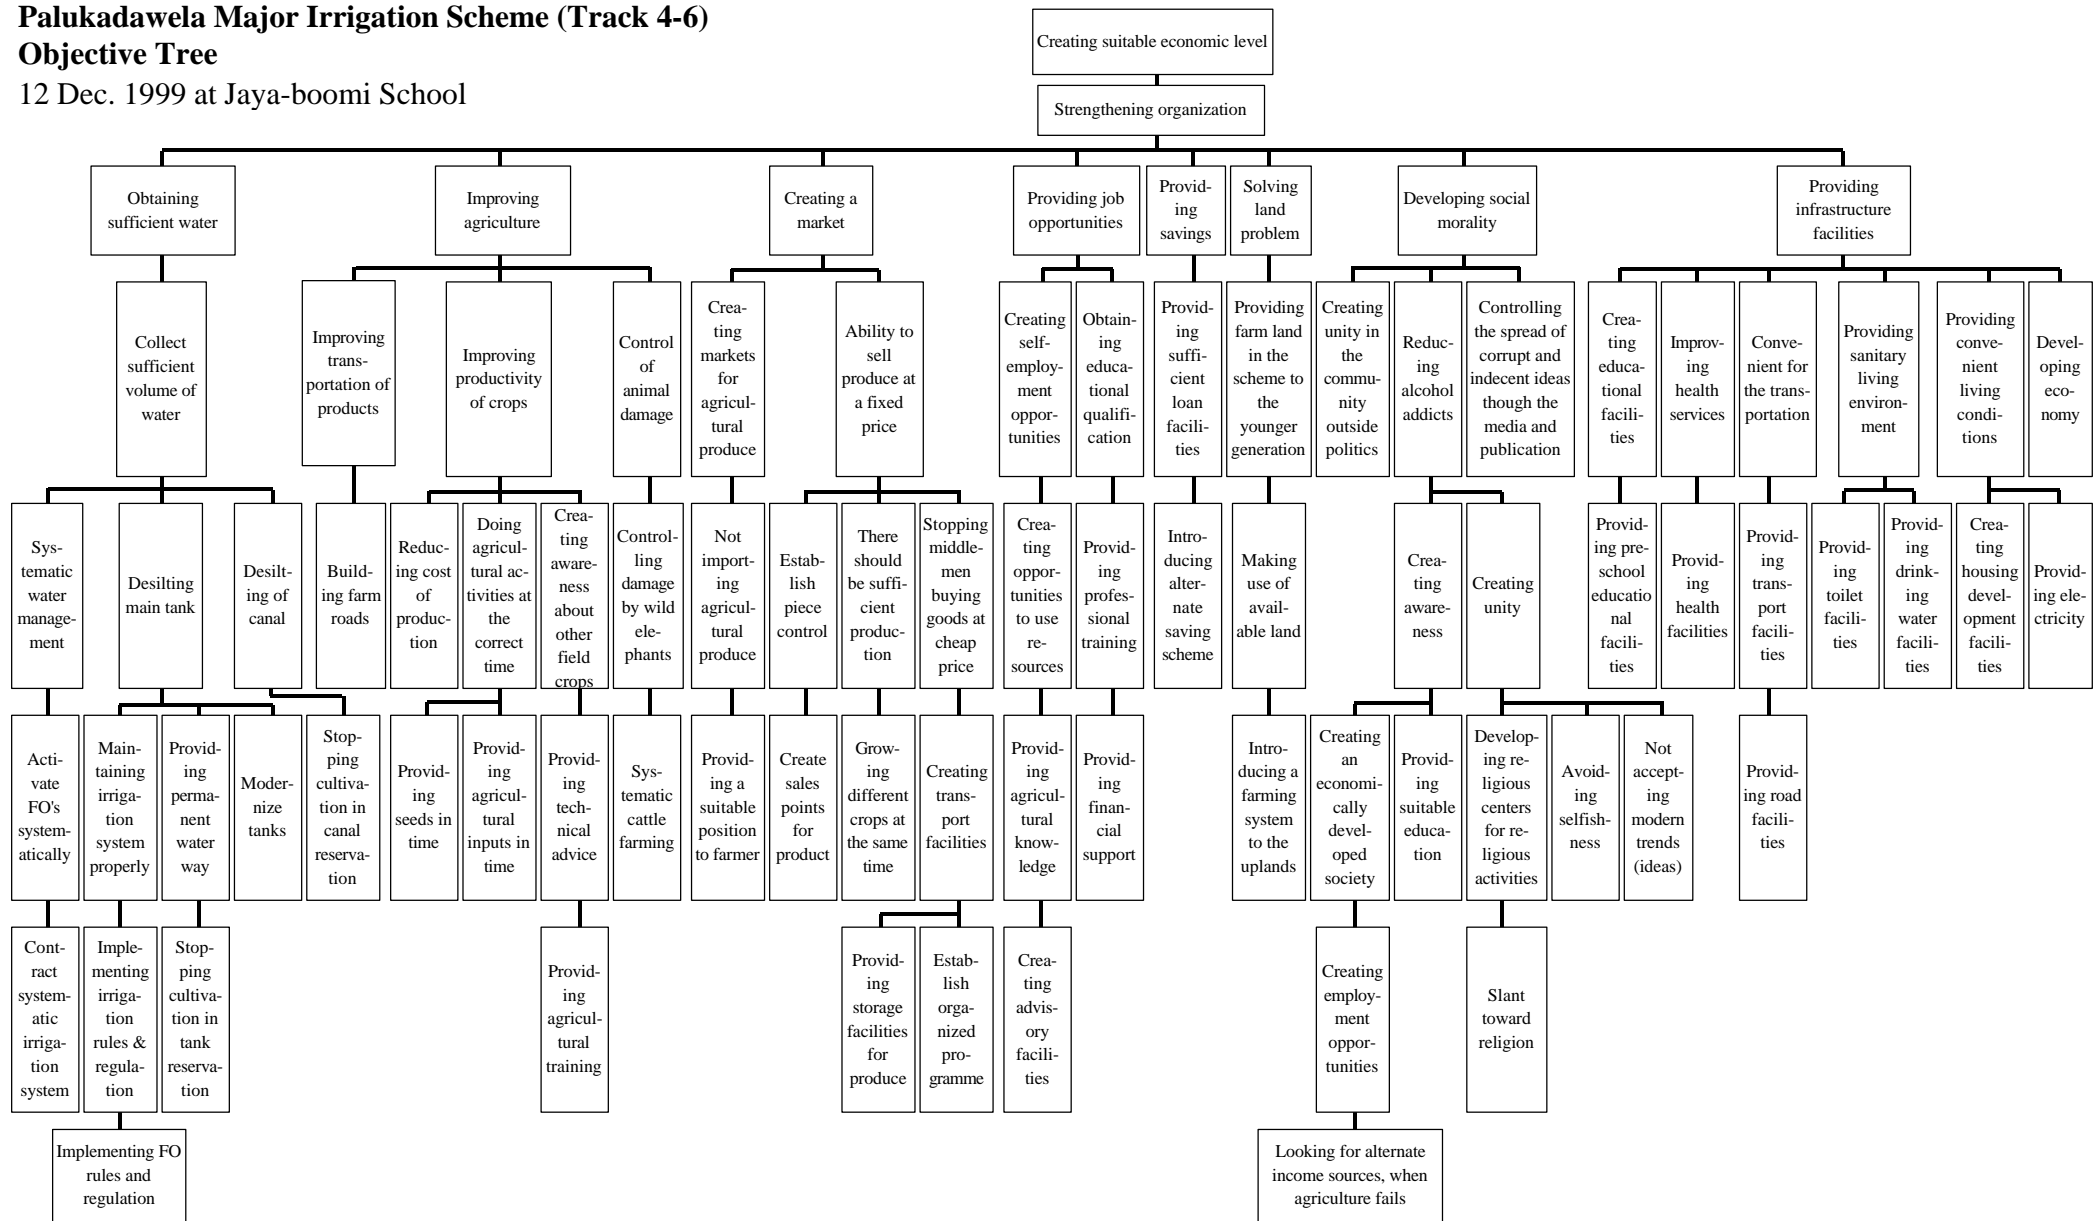 Palukadawela Major Irrigation Scheme (Track 4-6)
Objective Tree
12 Dec. 1999 at Jaya-boomi School
Creating suitable economic level
Strengthening organization
Obtaining
sufficient water
Improving
agriculture
Creating a
market
Providing job
opportunities
Provid-
ing
savings
Solving
land
problem
Developing social
morality
Providing
infrastructure
facilities
Collect
sufficient
volume of
water
Improving
trans-
portation of
products
Improving
productivity
of crops
Control
of
animal
damage
Crea-
ting
markets
for
agricul-
tural
produce
Ability to
sell
produce at
a fixed
price
Creating
self-
employ-
ment
oppor-
tunities
Obtain-
ing
educa-
tional
qualifi-
cation
Provid-
ing
suffi-
cient
loan
facili-
ties
Providing
farm land
in the
scheme to
the
younger
generation
Creating
unity in
the
commu-
nity
outside
politics
Reduc-
ing
alcohol
addicts
Controlling
the spread of
corrupt and
indecent ideas
though the
media and
publication
Crea-
ting
educa-
tional
facili-
ties
Improv-
ing
health
services
Conve-
nient for
the trans-
portation
Providing
sanitary
living
environ-
ment
Providing
conve-
nient
living
condi-
tions
Devel-
oping
eco-
nomy
Sys-
tematic
water
manage-
ment
Desilting
main tank
Desilt-
ing of
canal
Build-
ing farm
roads
Reduc-
ing cost
of
produc-
tion
Doing
agricul-
tural ac-
tivities at
the
correct
time
Crea-
ting
aware-
ness
about
other
field
crops
Control-
ling
damage
by wild
ele-
phants
Not
import-
ing
agricul-
tural
produce
Estab-
lish
piece
control
There
should
be suffi-
cient
produc-
tion
Stopping
middle-
men
buying
goods at
cheap
price
Crea-
ting
oppor-
tunities
to use
re-
sources
Provid-
ing
profes-
sional
training
Intro-
ducing
alter-
nate
saving
scheme
Making
use of
avail-
able land
Crea-
ting
aware-
ness
Creating
unity
Provid-
ing pre-
school
educatio
nal
facili-
ties
Provid-
ing
health
facilities
Provid-
ing
trans-
port
facili-
ties
Provid-
ing
toilet
facili-
ties
Provid-
ing
drink-
ing
water
facili-
ties
Crea-
ting
housing
devel-
opment
facili-
ties
Provid-
ing ele-
ctricity
Acti-
vate
FO's
system-
atically
Main-
taining
irriga-
tion
system
properly
Provid-
ing
perma-
nent
water
way
Moder-
nize
tanks
Stop-
ping
cultiva-
tion in
canal
reserva-
tion
Provid-
ing
seeds in
time
Provid-
ing
agricul-
tural
inputs in
time
Provid-
ing
tech-
nical
advice
Sys-
tematic
cattle
farming
Provid-
ing a
suitable
position
to farmer
Create
sales
points
for
product
Grow-
ing
different
crops at
the same
time
Creating
trans-
port
facilities
Provid-
ing
agricul-
tural
know-
ledge
Provid-
ing
finan-
cial
support
Intro-
ducing a
farming
system
to the
uplands
Creating
an
economi-
cally
devel-
oped
society
Provid-
ing
suitable
educa-
tion
Develop-
ing re-
ligious
centers
for re-
ligious
activities
Avoid-
ing
selfish-
ness
Not
accept-
ing
modern
trends
(ideas)
Provid-
ing road
facili-
ties
Cont-
ract
system-
atic
irriga-
tion
system
Imple-
menting
irriga-
tion
rules &
regula-
tion
Stop-
ping
cultiva-
tion in
tank
reserva-
tion
Provid-
ing
agricul-
tural
training
Provid-
ing
storage
facilities
for
produce
Estab-
lish
orga-
nized
pro-
gramme
Crea-
ting
advis-
ory
facili-
ties
Creating
employ-
ment
oppor-
tunities
Slant
toward
religion
Implementing FO
rules and
regulation
Looking for alternate
income sources, when
agriculture fails